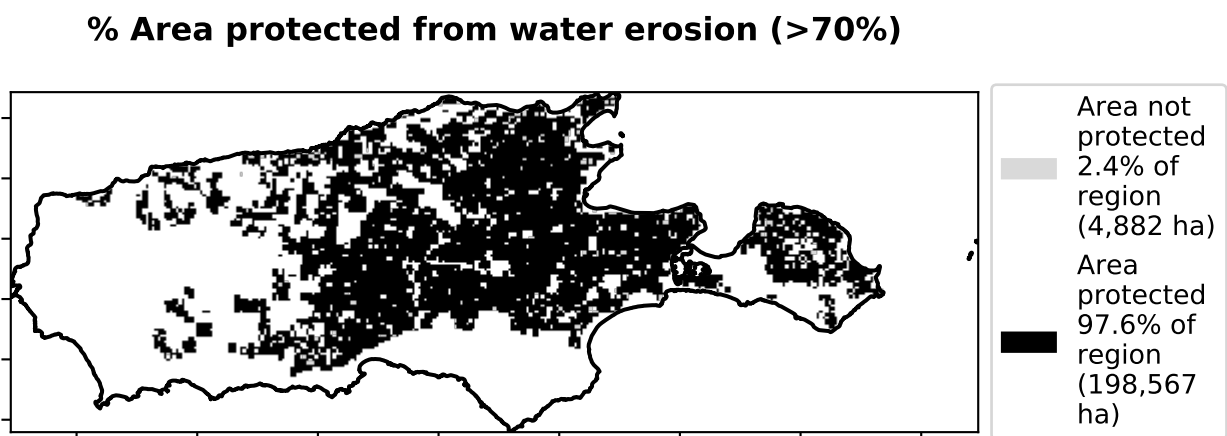 % Area protected from water erosion (>70%)
Area not
protected
2.4% of
region
(4,882 ha)
Area
protected
97.6% of
region
(198,567
ha)